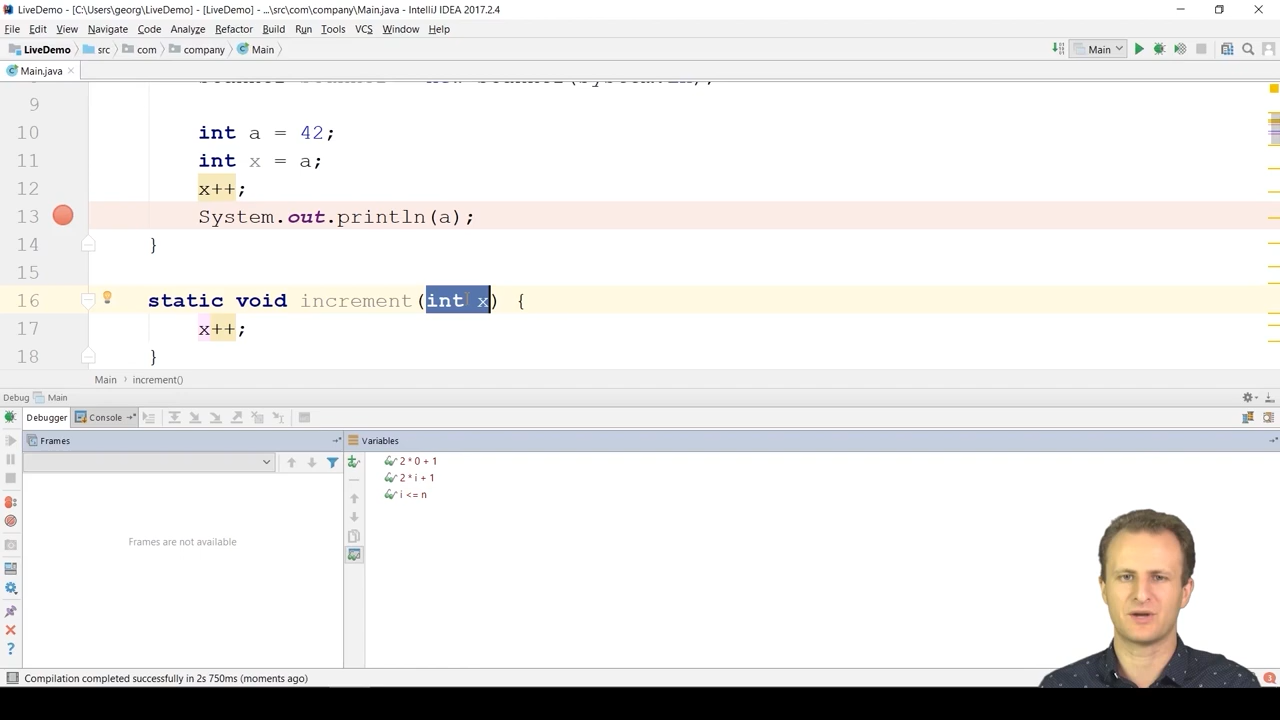 LiveDemo - [C:\Users\georg\LiveDemo] - [LiveDemo] - ...\src\com\company\Main.java - IntelliJ IDEA 2017.2.4
File Edit View Navigate Code Analyze Refactor Build Run Tools VCS Window Help
LiveDemo src com company Main Main
Main.java
9
10 int a = 42;
11 int x = a;
12 x++;
13 System.out.println(a);
14 }
15
16 static void increment(int x) {
17 x++;
18 }
Main increment()
Debug Main
Debugger Console
Frames Variables
2 * 0 + 1
2 * i + 1
i <= n
Frames are not available
Compilation completed successfully in 2s 750ms (moments ago)